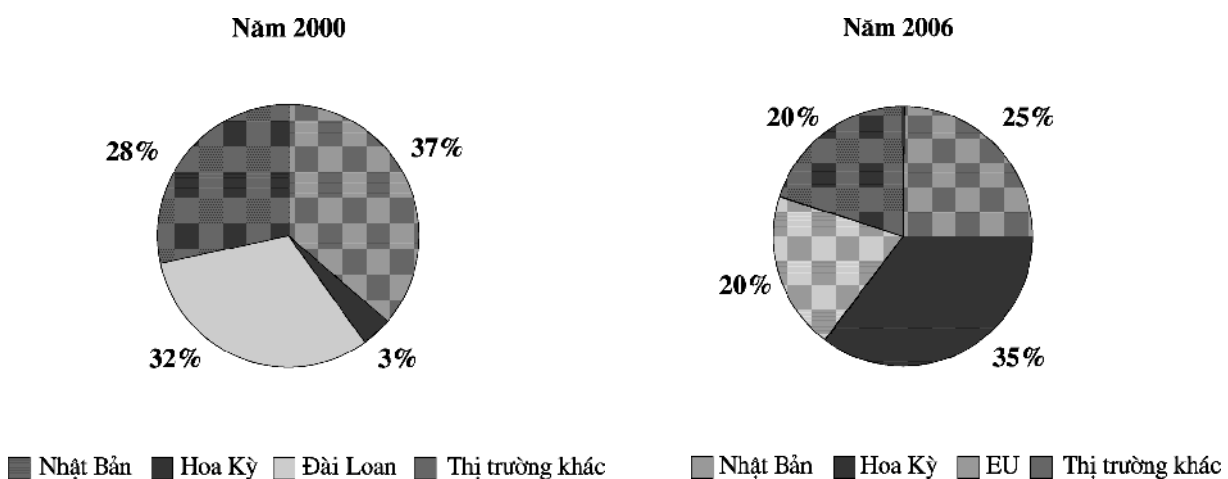 Năm 2000
Năm 2006
28%
37%
32%
3%
20%
25%
20%
35%
Nhật Bản Hoa Kỳ Đài Loan Thị trường khác
Nhật Bản Hoa Kỳ EU Thị trường khác